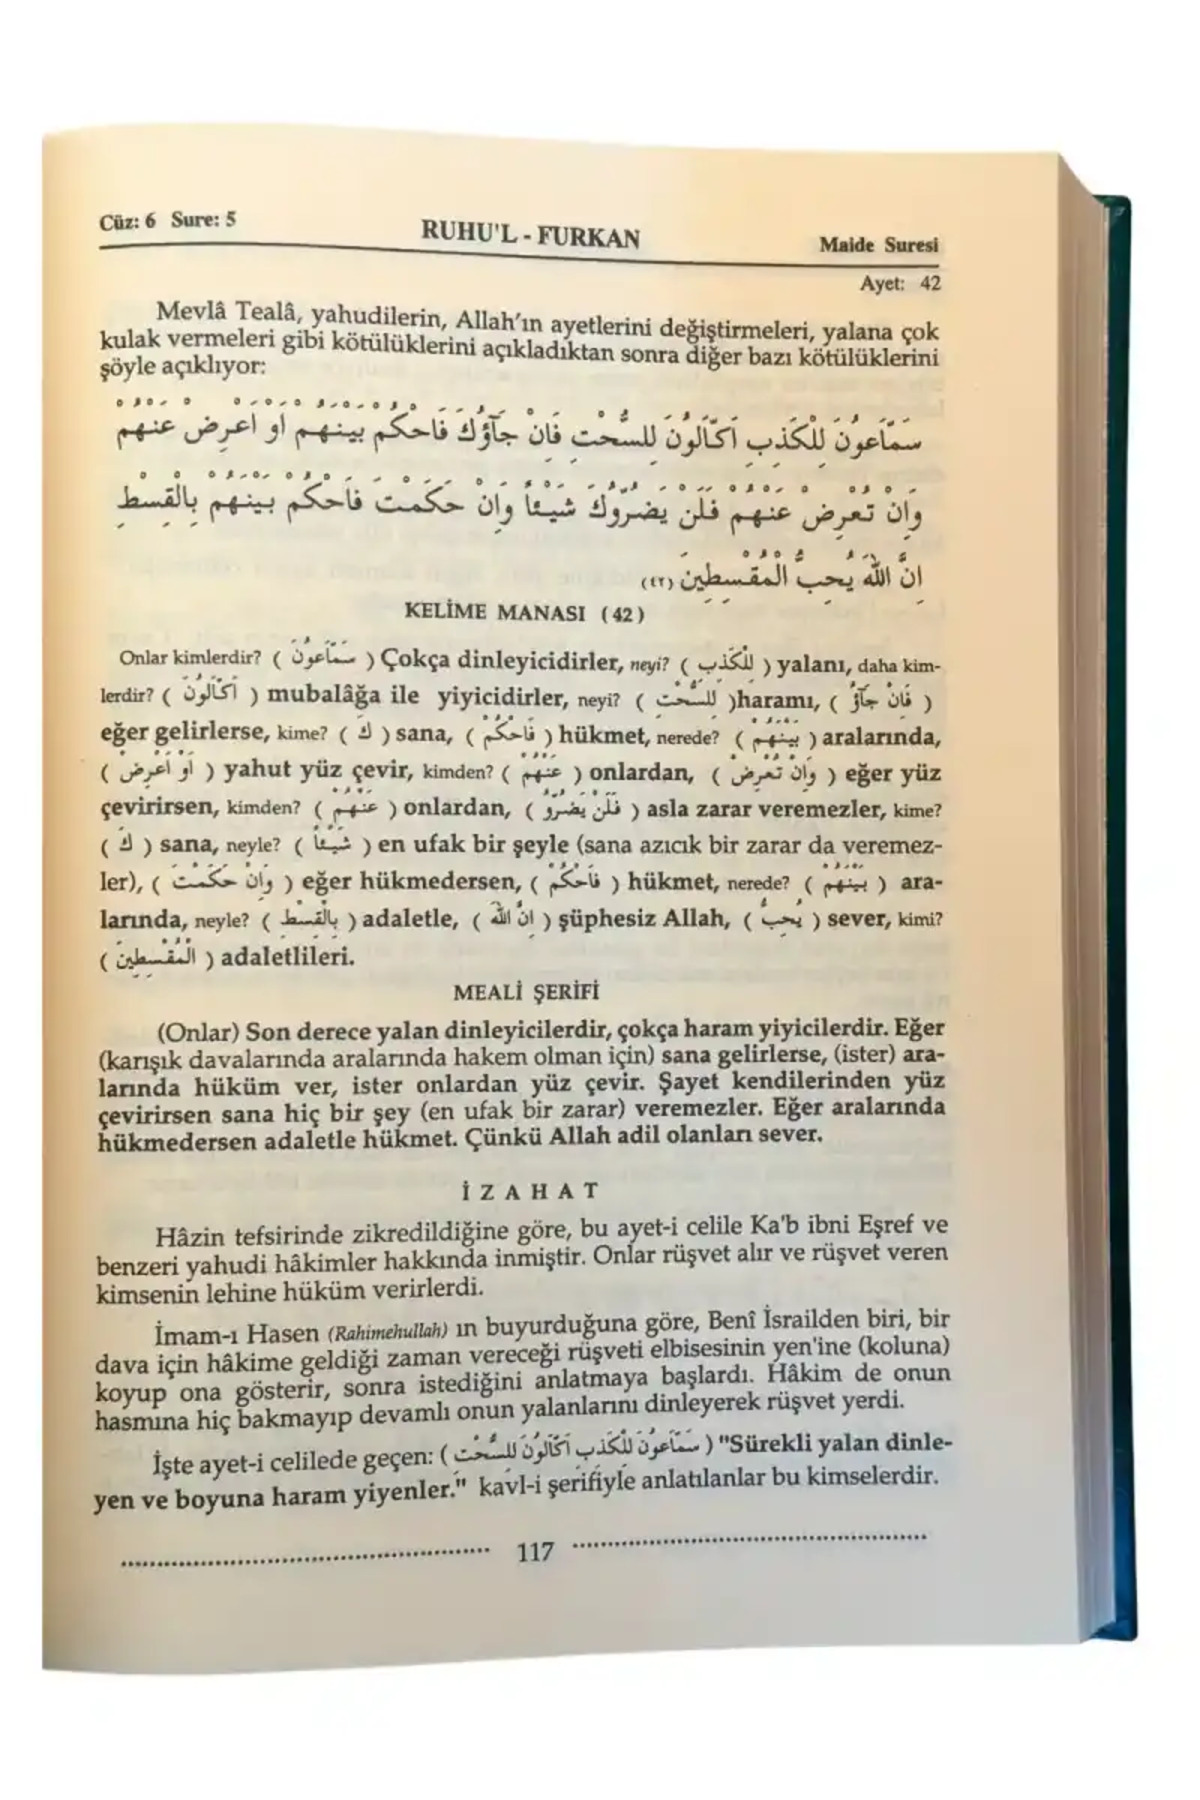 Cüz: 6 Sure: 5 RUHU'L - FURKAN Maide Suresi
Ayet: 42
Mevlâ Tealâ, yahudilerin, Allah'ın ayetlerini değiştirmeleri, yalana çok
kulak vermeleri gibi kötülüklerini açıkladıktan sonra diğer bazı kötülüklerini
şöyle açıklıyor:
سَمَّاعُونَ لِلْكَذِبِ اَكَّالُونَ لِلسُّحْتِ فَاِنْ جَآؤُكَ فَاحْكُمْ بَيْنَهُمْ اَوْ اَعْرِضْ عَنْهُمْ
وَاِنْ تُعْرِضْ عَنْهُمْ فَلَنْ يَضُرُّوكَ شَيْئاً وَاِنْ حَكَمْتَ فَاحْكُمْ بَيْنَهُمْ بِالْقِسْطِ
اِنَّ اللّٰهَ يُحِبُّ الْمُقْسِطِينَ (٤٢)
KELİME MANASI (42)
Onlar kimlerdir? ( سَمَّاعُونَ ) Çokça dinleyicidirler, neyi? ( لِلْكَذِبِ ) yalanı, daha kim-
lerdir? ( اَكَّالُونَ ) mubalâğa ile yiyicidirler, neyi? ( لِلسُّحْتِ )haramı, ( فَاِنْ جَآؤُ )
eğer gelirlerse, kime? ( كَ ) sana, ( فَاحْكُمْ ) hükmet, nerede? ( بَيْنَهُمْ ) aralarında,
( اَوْ اَعْرِضْ ) yahut yüz çevir, kimden? ( عَنْهُمْ ) onlardan, ( وَاِنْ تُعْرِضْ ) eğer yüz
çevirirsen, kimden? ( عَنْهُمْ ) onlardan, ( فَلَنْ يَضُرُّو ) asla zarar veremezler, kime?
( كَ ) sana, neyle? ( شَيْئاً ) en ufak bir şeyle (sana azıcık bir zarar da veremez-
ler), ( وَاِنْ حَكَمْتَ ) eğer hükmedersen, ( فَاحْكُمْ ) hükmet, nerede? ( بَيْنَهُمْ ) ara-
larında, neyle? ( بِالْقِسْطِ ) adaletle, ( اِنَّ اللّٰهَ ) şüphesiz Allah, ( يُحِبُّ ) sever, kimi?
( الْمُقْسِطِينَ ) adaletlileri.
MEALİ ŞERİFİ
(Onlar) Son derece yalan dinleyicilerdir, çokça haram yiyicilerdir. Eğer
(karışık davalarında aralarında hakem olman için) sana gelirlerse, (ister) ara-
larında hüküm ver, ister onlardan yüz çevir. Şayet kendilerinden yüz
çevirirsen sana hiç bir şey (en ufak bir zarar) veremezler. Eğer aralarında
hükmedersen adaletle hükmet. Çünkü Allah adil olanları sever.
İZAHAT
Hâzin tefsirinde zikredildiğine göre, bu ayet-i celile Ka'b ibni Eşref ve
benzeri yahudi hâkimler hakkında inmiştir. Onlar rüşvet alır ve rüşvet veren
kimsenin lehine hüküm verirlerdi.
İmam-ı Hasen (Rahimehullah) ın buyurduğuna göre, Benî İsrailden biri, bir
dava için hâkime geldiği zaman vereceği rüşveti elbisesinin yen'ine (koluna)
koyup ona gösterir, sonra istediğini anlatmaya başlardı. Hâkim de onun
hasmına hiç bakmayıp devamlı onun yalanlarını dinleyerek rüşvet yerdi.
İşte ayet-i celilede geçen: ( سَمَّاعُونَ لِلْكَذِبِ اَكَّالُونَ لِلسُّحْتِ ) "Sürekli yalan dinle-
yen ve boyuna haram yiyenler." kavl-i şerifiyle anlatılanlar bu kimselerdir.
117